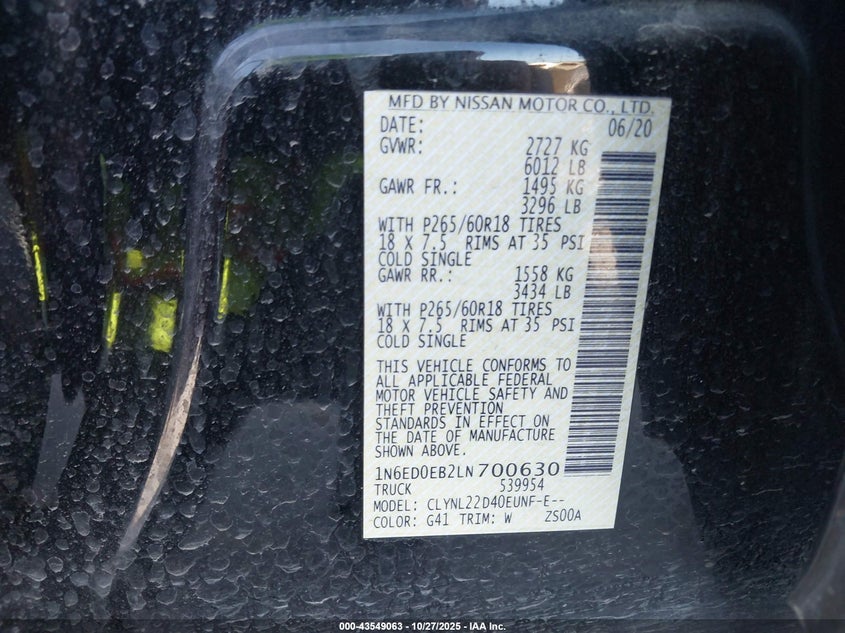 MFD BY NISSAN MOTOR CO., LTD.
DATE: 06/20
GVWR: 2727 KG
6012 LB
GAWR FR.: 1495 KG
3296 LB
WITH P265/60R18 TIRES
18 X 7.5 RIMS AT 35 PSI
COLD SINGLE
GAWR RR.: 1558 KG
3434 LB
WITH P265/60R18 TIRES
18 X 7.5 RIMS AT 35 PSI
COLD SINGLE
THIS VEHICLE CONFORMS TO
ALL APPLICABLE FEDERAL
MOTOR VEHICLE SAFETY AND
THEFT PREVENTION
STANDARDS IN EFFECT ON
THE DATE OF MANUFACTURE
SHOWN ABOVE.
1N6ED0EB2LN700630
TRUCK 539954
MODEL: CLYNL22D40EUNF-E--
COLOR: G41 TRIM: W ZS00A
000-43549063 - 10/27/2025 - IAA Inc.